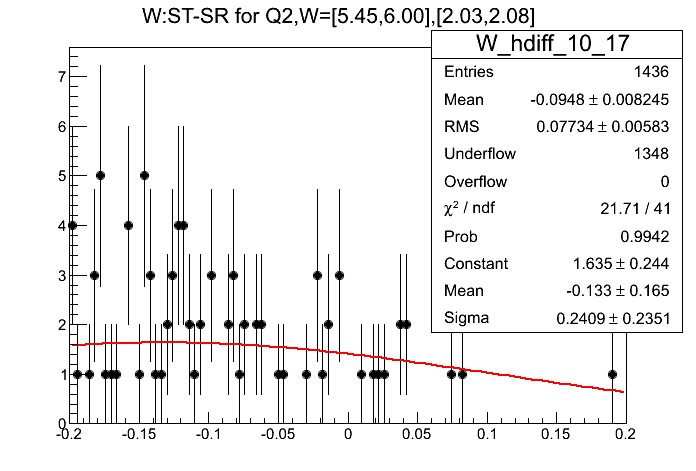 W:ST-SR for Q2,W=[5.45,6.00],[2.03,2.08]
W_hdiff_10_17
Entries 1436
Mean -0.0948 ± 0.008245
RMS 0.07734 ± 0.00583
Underflow 1348
Overflow 0
χ² / ndf 21.71 / 41
Prob 0.9942
Constant 1.635 ± 0.244
Mean -0.133 ± 0.165
Sigma 0.2409 ± 0.2351
7
6
5
4
3
2
1
0
-0.2 -0.15 -0.1 -0.05 0 0.05 0.1 0.15 0.2